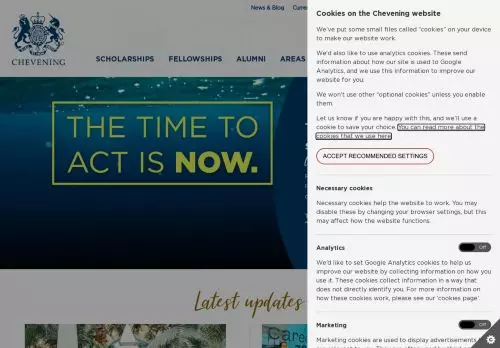 News & Blog
CHEVENING
SCHOLARSHIPS FELLOWSHIPS ALUMNI AREAS
THE TIME TO
ACT IS NOW.
Latest updates
Cookies on the Chevening website
We've put some small files called "cookies" on your device
to make our website work.
We'd also like to use analytics cookies. These send
information about how our site is used to Google
Analytics, and we use this information to improve our
website for you.
We won't use other "optional cookies" unless you enable
them.
Let us know if you are happy with this, and we'll use a
cookie to save your choice. You can read more about the
cookies that we use here.
ACCEPT RECOMMENDED SETTINGS
Necessary cookies
Necessary cookies help the website to work. You may
disable these by changing your browser settings, but this
may affect how the website functions.
Analytics Off
We'd like to set Google Analytics cookies to help us
improve our website by collecting information on how you
use it. These cookies collect information in a way that
does not directly identify you. For more information on
how these cookies work, please see our 'cookies page'.
Marketing Off
Marketing cookies are used to display advertisements